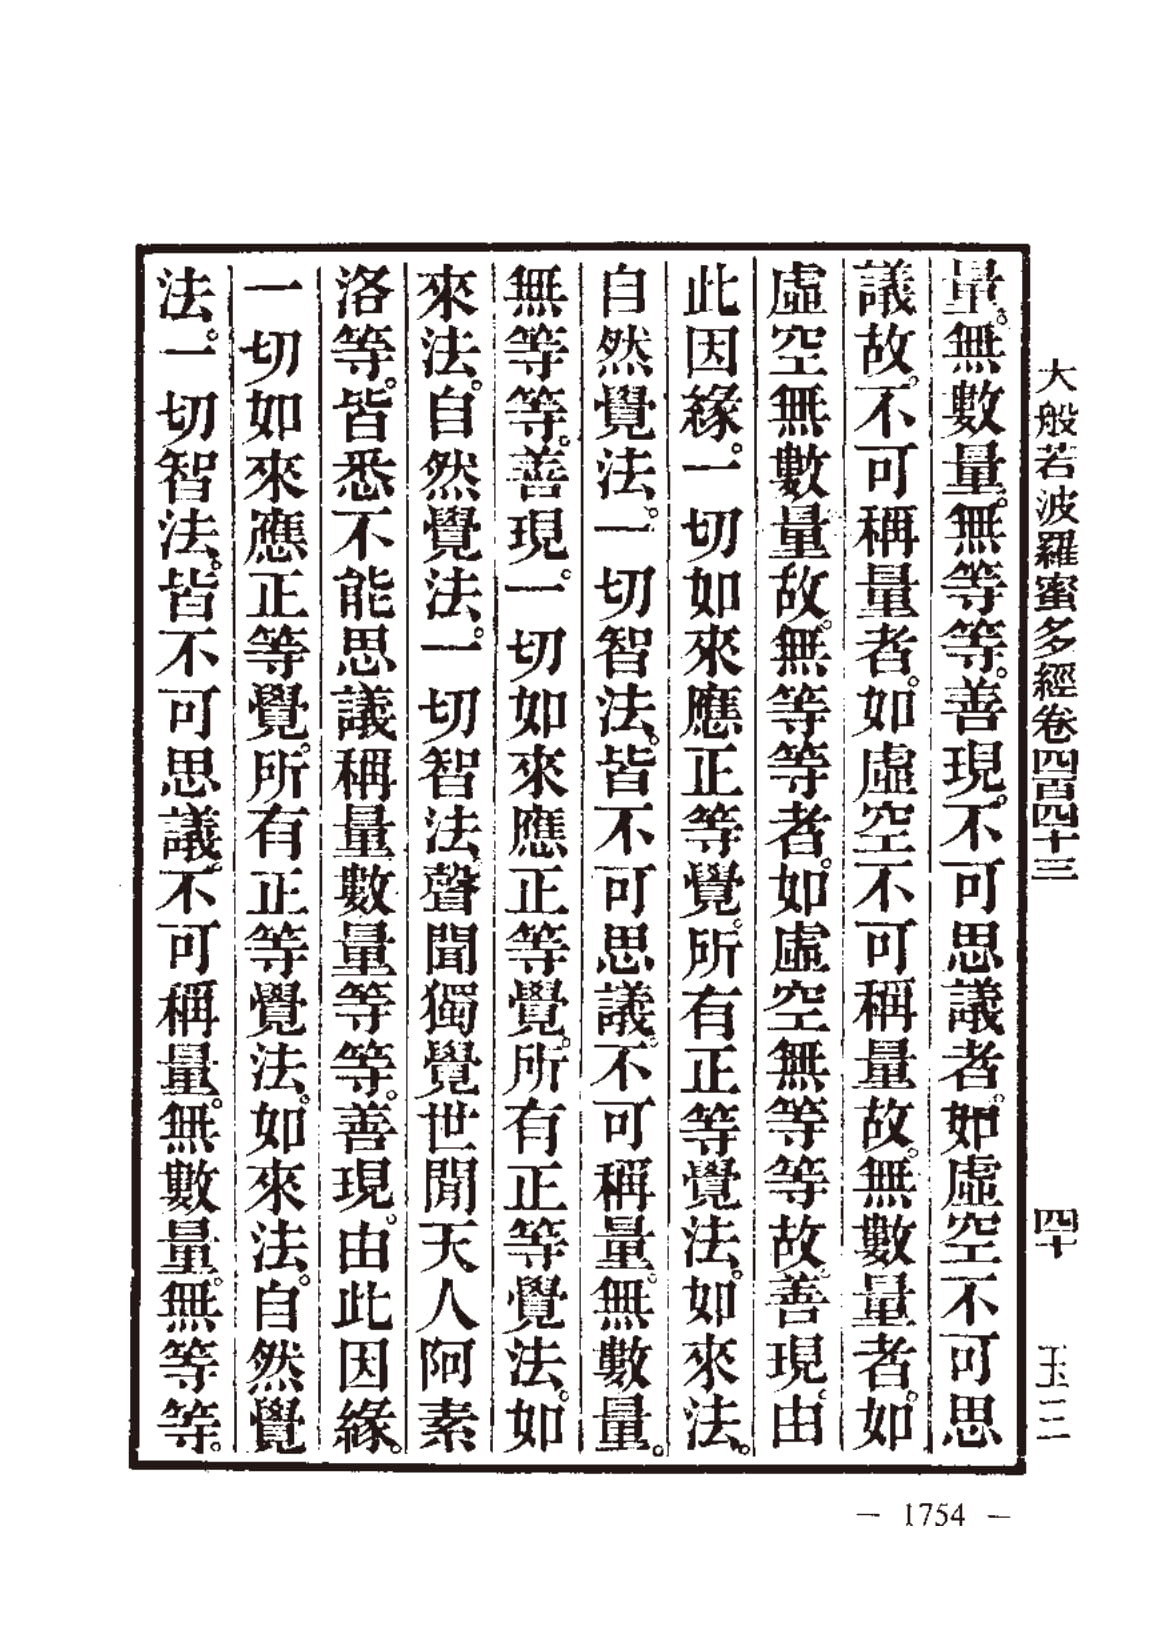 大般若波羅蜜多經卷四百四十三　四十　玉三
量。無數量。無等等。善現。不可思議者。如虛空不可思
議故。不可稱量者。如虛空不可稱量故。無數量者。如
虛空無數量故。無等等者。如虛空無等等故。善現。由
此因緣。一切如來應正等覺。所有正等覺法。如來法。
自然覺法。一切智法。皆不可思議。不可稱量。無數量。
無等等。善現。一切如來應正等覺。所有正等覺法。如
來法。自然覺法。一切智法。聲聞獨覺世閒天人阿素
洛等。皆悉不能思議稱量數量等等。善現。由此因緣。
一切如來應正等覺。所有正等覺法。如來法。自然覺
法。一切智法。皆不可思議。不可稱量。無數量。無等等。
— 1754 —